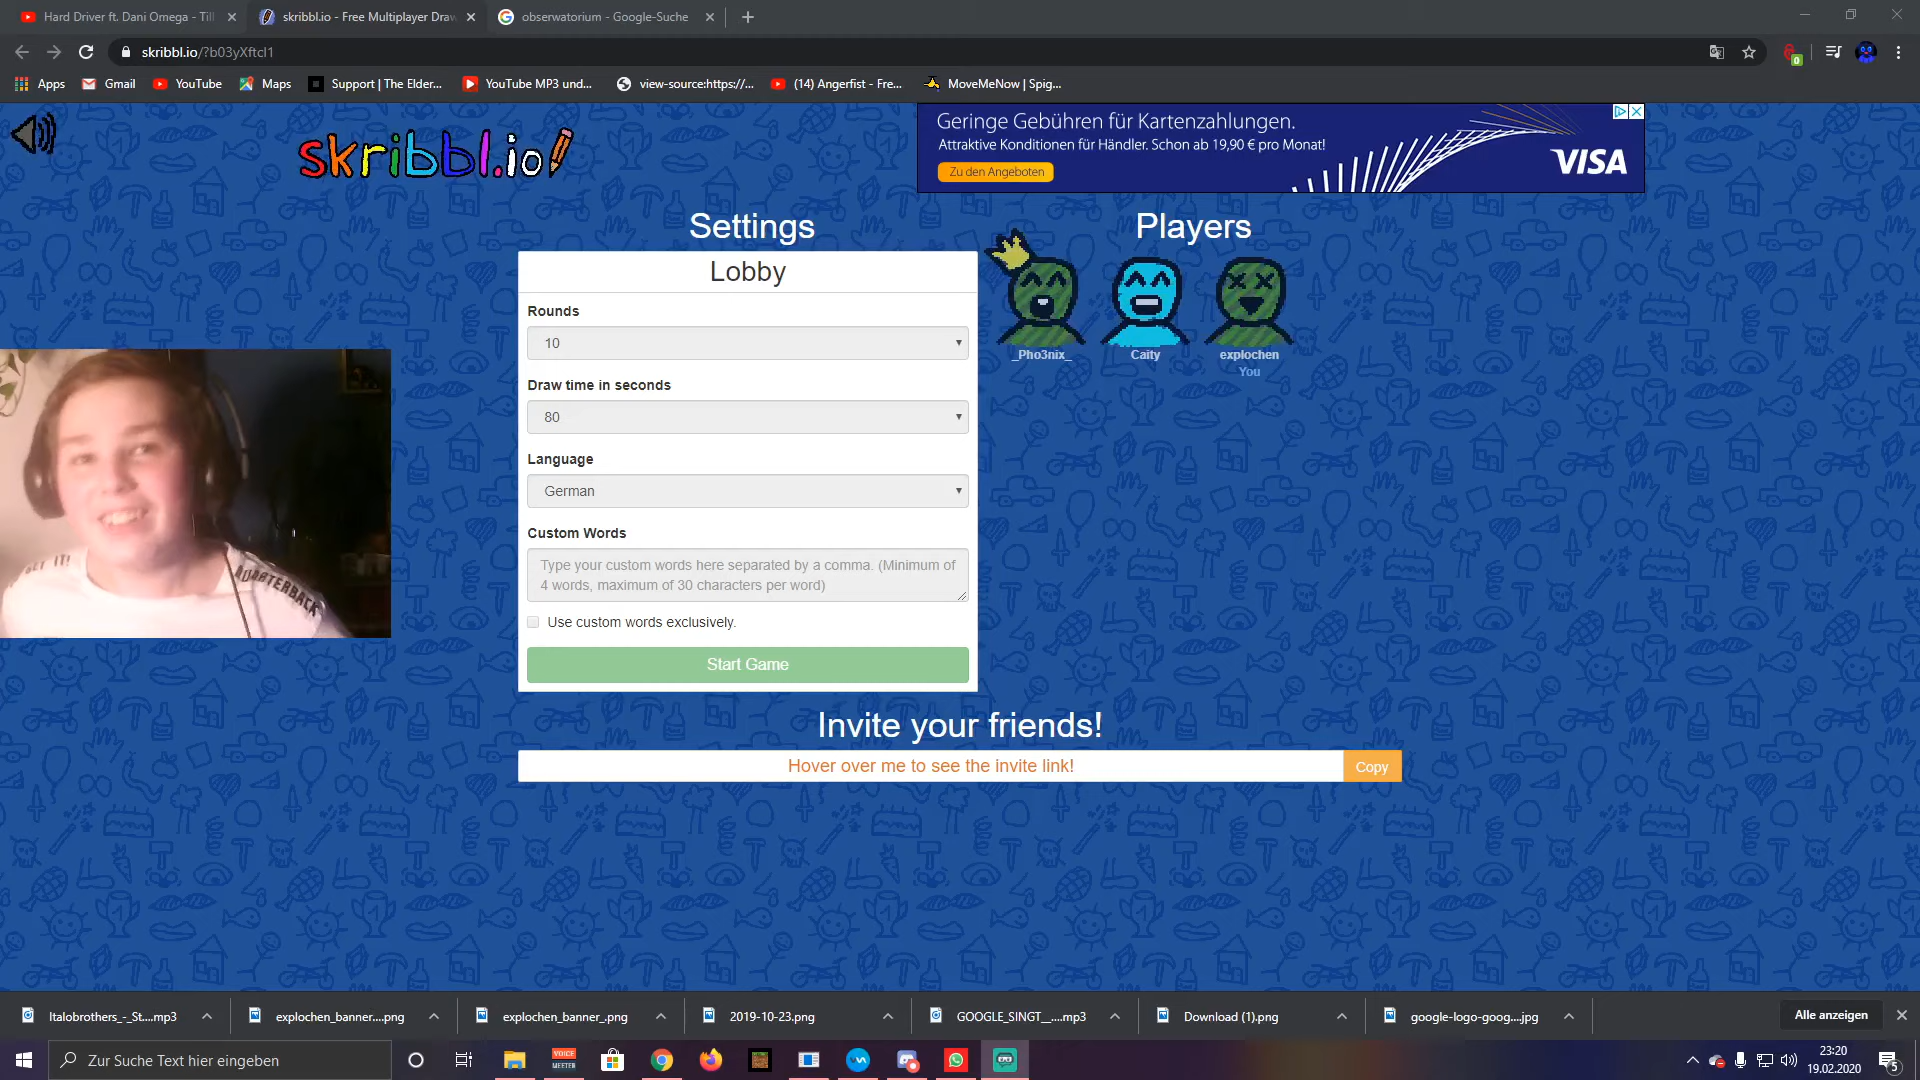 Hard Driver ft. Dani Omega - Till
skribbl.io - Free Multiplayer Draw
obserwatorium - Google-Suche
skribbl.io/?b03yXftcl1
0
Apps
Gmail
YouTube
Maps
Support | The Elder...
YouTube MP3 und...
view-source:https://...
(14) Angerfist - Fre...
MoveMeNow | Spig...
skribbl.io
Geringe Gebühren für Kartenzahlungen.
Attraktive Konditionen für Händler. Schon ab 19,90 € pro Monat!
Zu den Angeboten
VISA
Settings
Players
Lobby
Rounds
10
Draw time in seconds
80
Language
German
Custom Words
Type your custom words here separated by a comma. (Minimum of
4 words, maximum of 30 characters per word)
Use custom words exclusively.
Start Game
_Pho3nix_
Caity
explochen
You
IT!
QUARTERBACK
Invite your friends!
Hover over me to see the invite link!
Copy
Italobrothers_-_St....mp3
explochen_banner....png
explochen_banner_.png
2019-10-23.png
GOOGLE_SINGT__....mp3
Download (1).png
google-logo-goog....jpg
Alle anzeigen
Zur Suche Text hier eingeben
VOICE
MEETER
23:20
19.02.2020
5